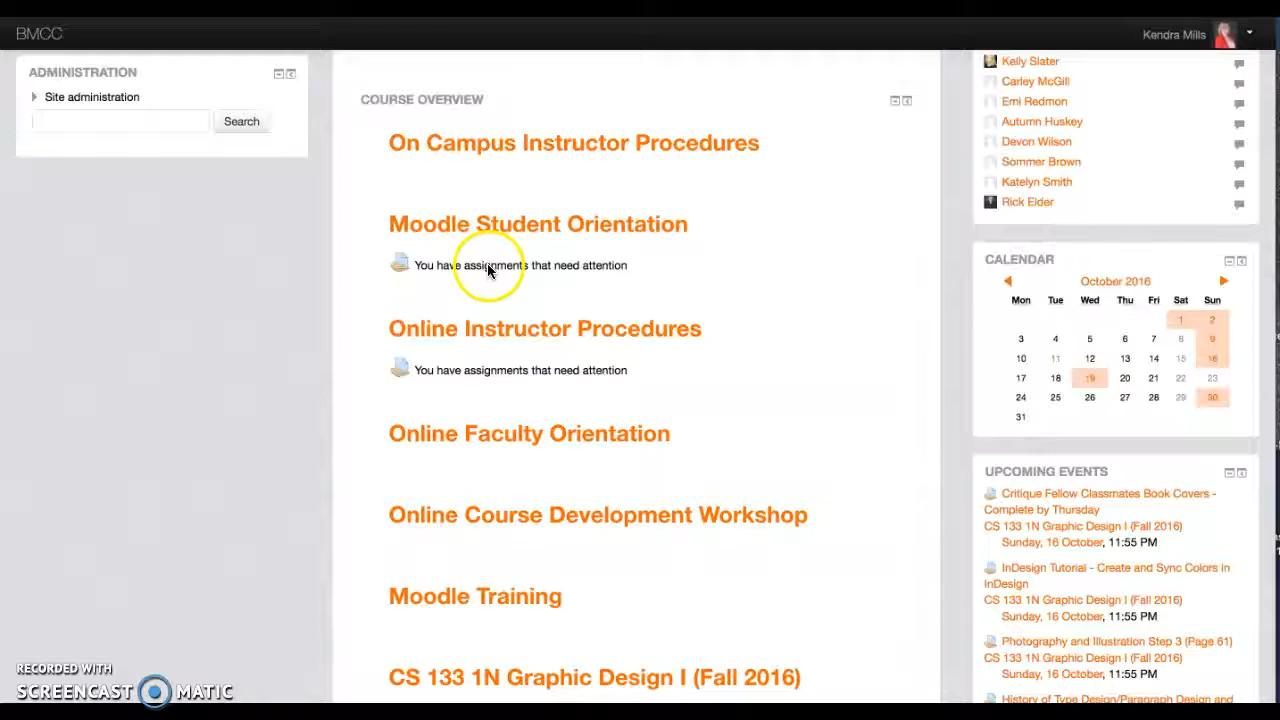 BMCC
Kendra Mills
ADMINISTRATION
Site administration
Search
COURSE OVERVIEW
On Campus Instructor Procedures
Moodle Student Orientation
You have assignments that need attention
Online Instructor Procedures
You have assignments that need attention
Online Faculty Orientation
Online Course Development Workshop
Moodle Training
CS 133 1N Graphic Design I (Fall 2016)
Kelly Slater
Carley McGill
Emi Redmon
Autumn Huskey
Devon Wilson
Sommer Brown
Katelyn Smith
Rick Elder
CALENDAR
October 2016
Mon Tue Wed Thu Fri Sat Sun
1 2
3 4 5 6 7 8 9
10 11 12 13 14 15 16
17 18 19 20 21 22 23
24 25 26 27 28 29 30
31
UPCOMING EVENTS
Critique Fellow Classmates Book Covers -
Complete by Thursday
CS 133 1N Graphic Design I (Fall 2016)
Sunday, 16 October, 11:55 PM
InDesign Tutorial - Create and Sync Colors in
InDesign
CS 133 1N Graphic Design I (Fall 2016)
Sunday, 16 October, 11:55 PM
Photography and Illustration Step 3 (Page 61)
CS 133 1N Graphic Design I (Fall 2016)
Sunday, 16 October, 11:55 PM
History of Type Design/Paragraph Design and
RECORDED WITH
SCREENCAST MATIC